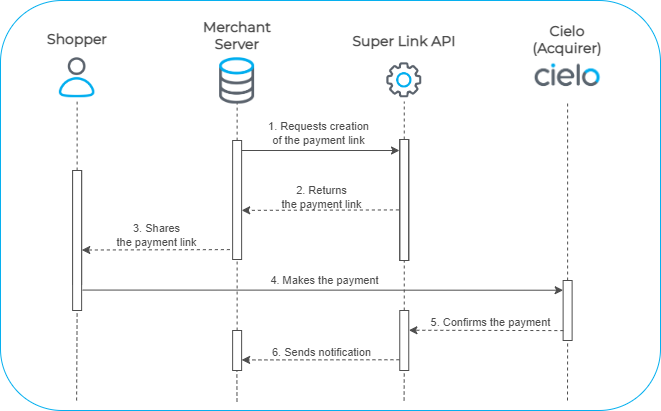 Shopper
Merchant
Server
Super Link API
Cielo
(Acquirer)
cielo
1. Requests creation
of the payment link
2. Returns
the payment link
3. Shares
the payment link
4. Makes the payment
5. Confirms the payment
6. Sends notification